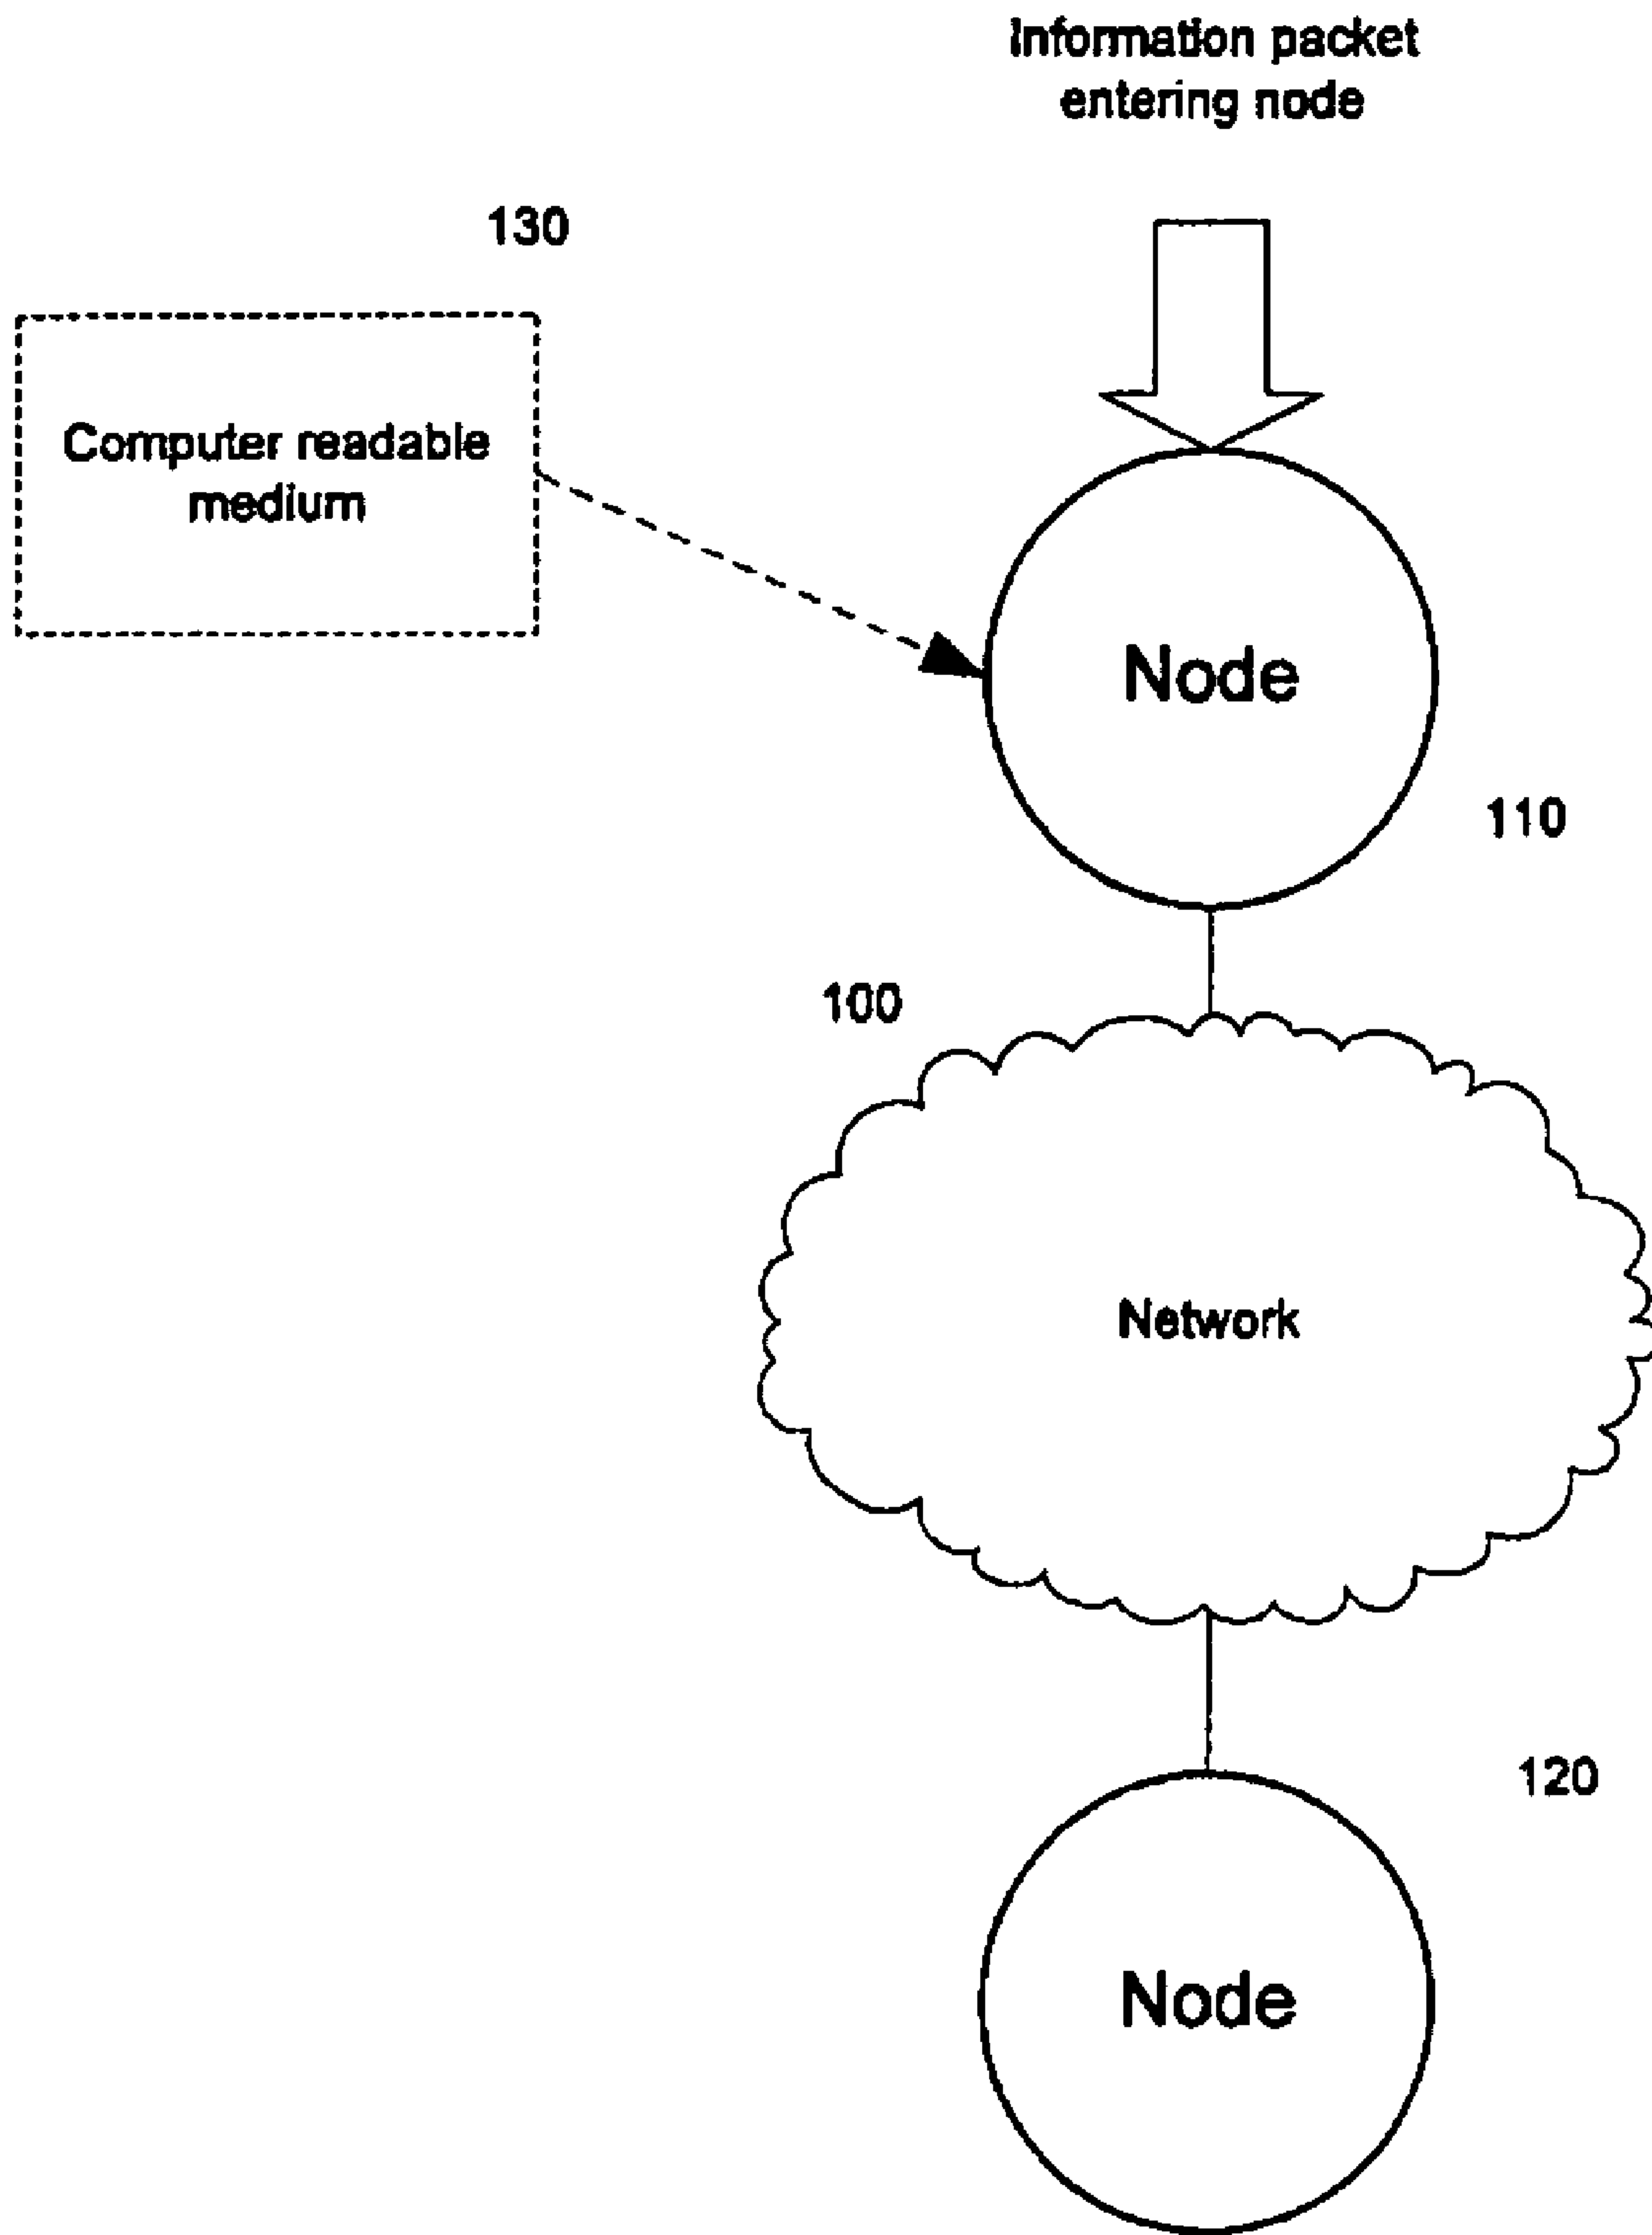 Information packet
entering node
130
Computer readable
medium
Node
110
100
Network
120
Node